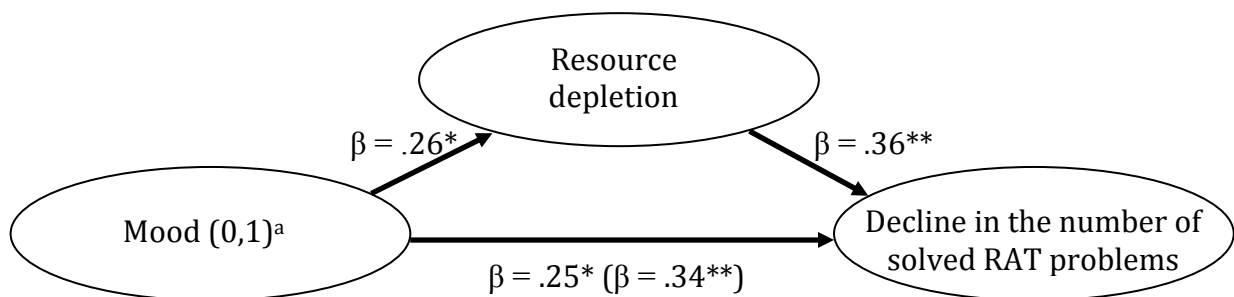 Resource
depletion
β = .26*
β = .36**
Mood (0,1)ᵃ
Decline in the number of
solved RAT problems
β = .25* (β = .34**)